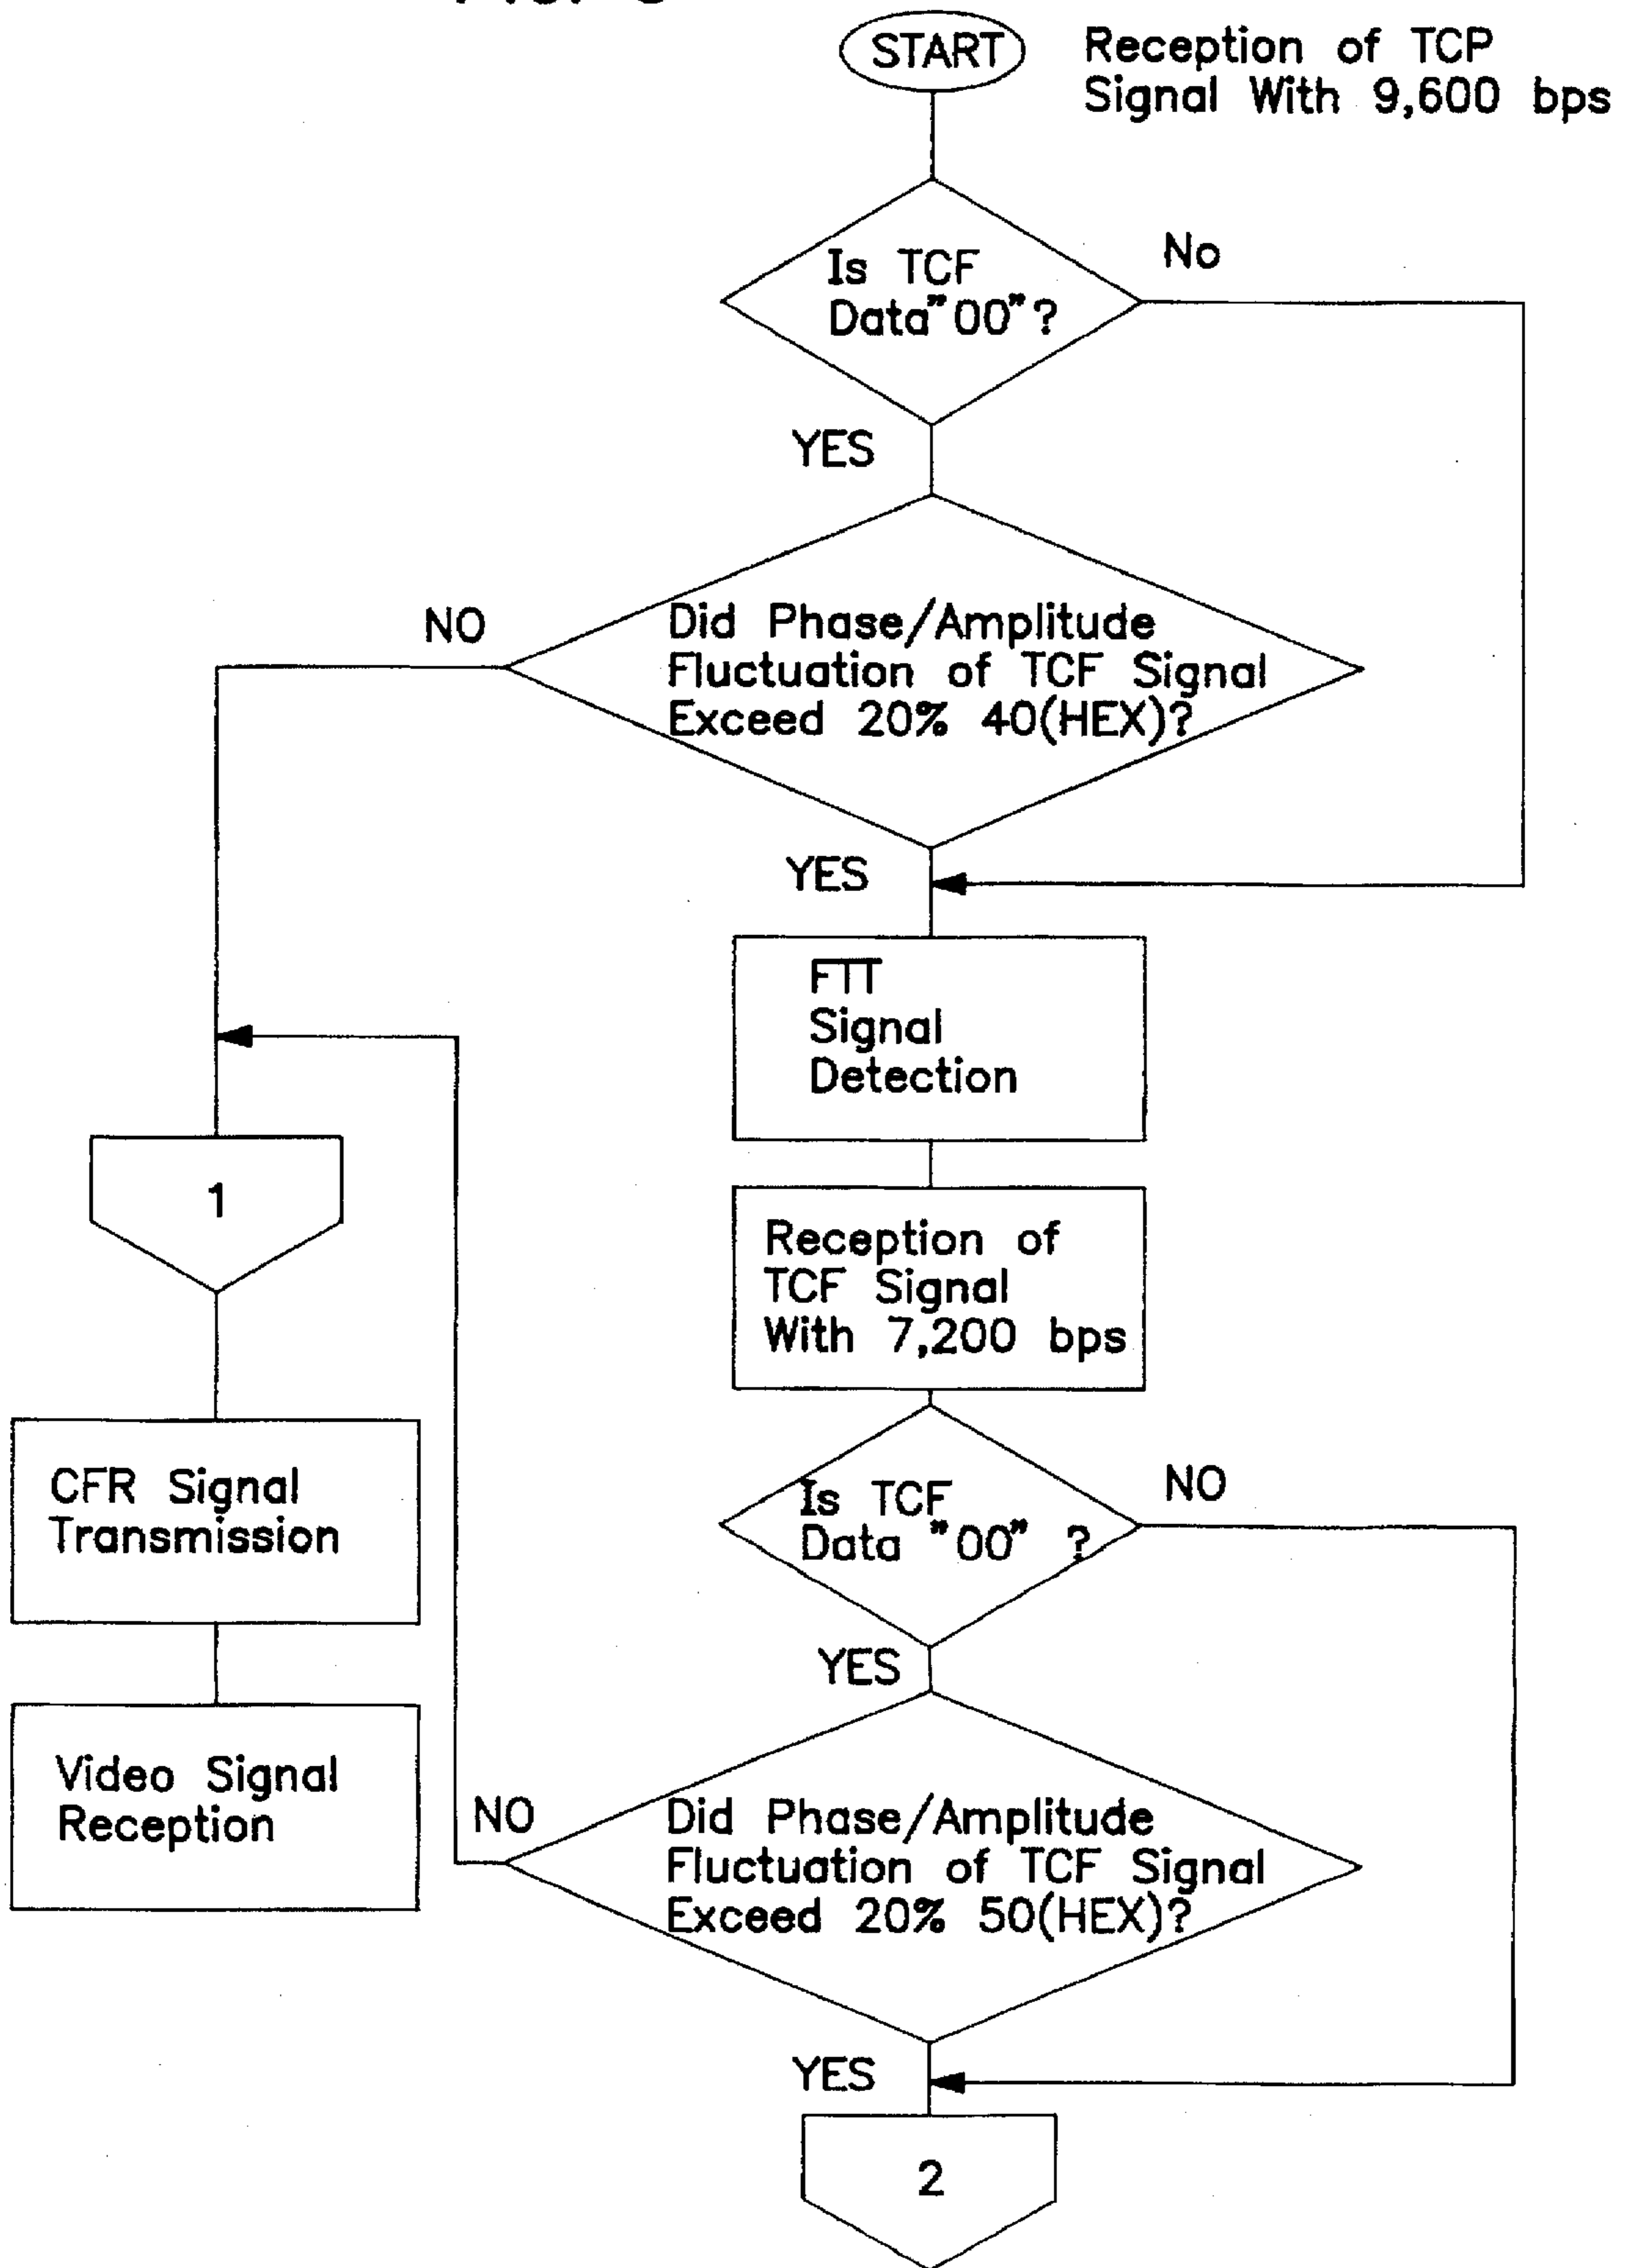 START
Reception of TCP
Signal With 9,600 bps
Is TCF
Data"00"?
No
YES
Did Phase/Amplitude
Fluctuation of TCF Signal
Exceed 20% 40(HEX)?
NO
YES
FTT
Signal
Detection
1
Reception of
TCF Signal
With 7,200 bps
CFR Signal
Transmission
Is TCF
Data "00" ?
NO
YES
Video Signal
Reception
NO
Did Phase/Amplitude
Fluctuation of TCF Signal
Exceed 20% 50(HEX)?
YES
2